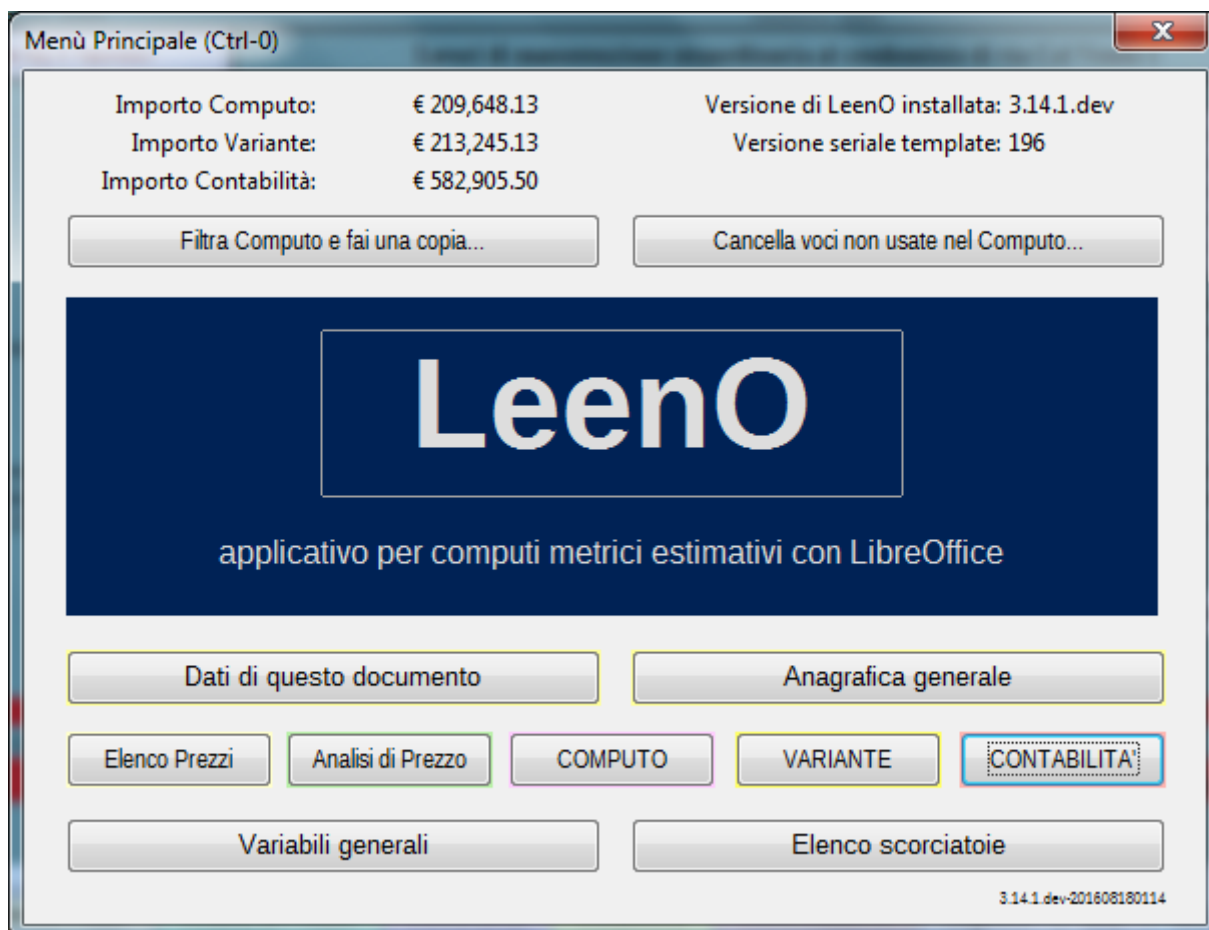 Menù Principale (Ctrl-0)
Importo Computo: € 209,648.13 Versione di LeenO installata: 3.14.1.dev
Importo Variante: € 213,245.13 Versione seriale template: 196
Importo Contabilità: € 582,905.50
Filtra Computo e fai una copia... Cancella voci non usate nel Computo...
LeenO
applicativo per computi metrici estimativi con LibreOffice
Dati di questo documento Anagrafica generale
Elenco Prezzi Analisi di Prezzo COMPUTO VARIANTE CONTABILITA'
Variabili generali Elenco scorciatoie
3.14.1.dev-201608180114